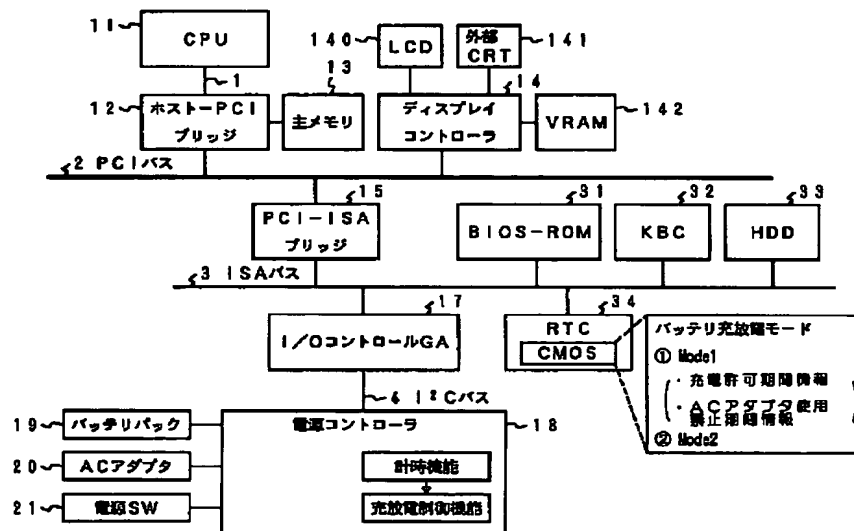 11
CPU
140
LCD
外部
CRT
141
1
13
14
12
ホストーPCI
ブリッジ
主メモリ
ディスプレイ
コントローラ
VRAM
142
2 PCIバス
15
31
32
33
PCI-ISA
ブリッジ
BIOS-ROM
KBC
HDD
3 ISAバス
17
34
I/OコントロールGA
RTC
CMOS
バッテリ充放電モード
① Mode1
・充電許可期間情報
・ACアダプタ使用
禁止期間情報
② Mode2
4 I²Cバス
19
バッテリパック
電源コントローラ
18
20
ACアダプタ
計時機能
21
電源SW
充放電制御機能